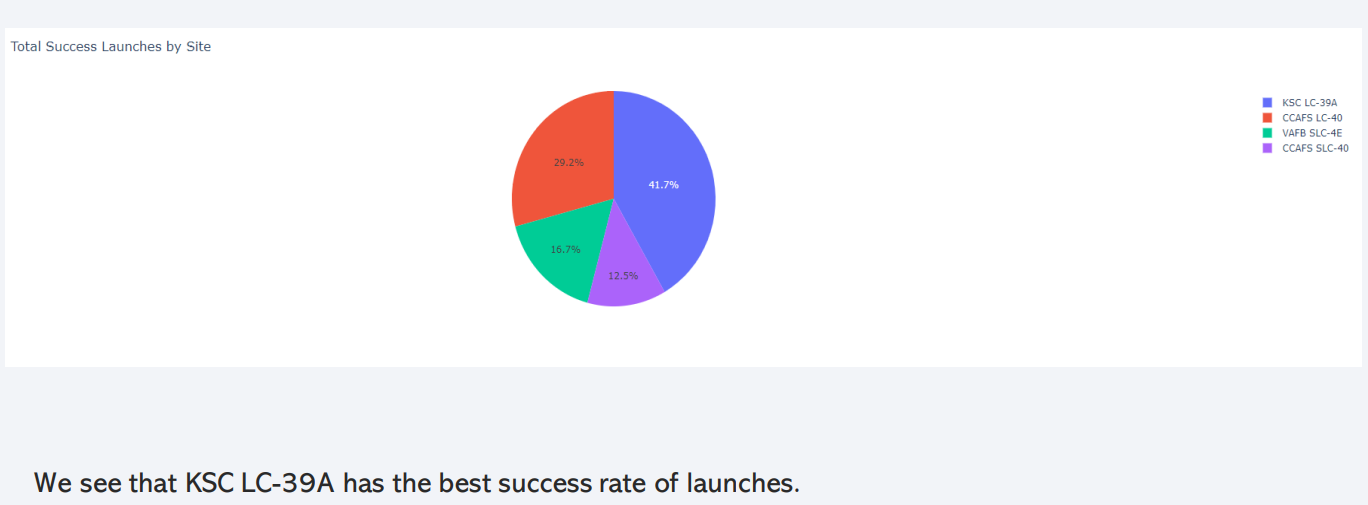 Total Success Launches by Site
KSC LC-39A
CCAFS LC-40
VAFB SLC-4E
CCAFS SLC-40
29.2%
41.7%
16.7%
12.5%
We see that KSC LC-39A has the best success rate of launches.